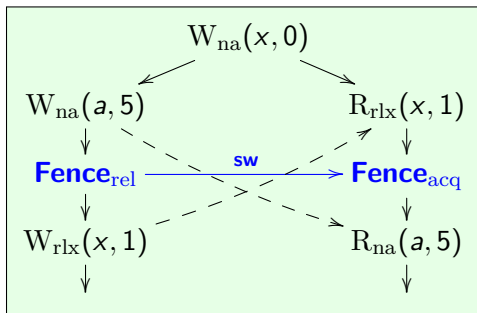 W_na(x, 0)
W_na(a, 5) R_rlx(x, 1)
sw
Fence_rel Fence_acq
W_rlx(x, 1) R_na(a, 5)